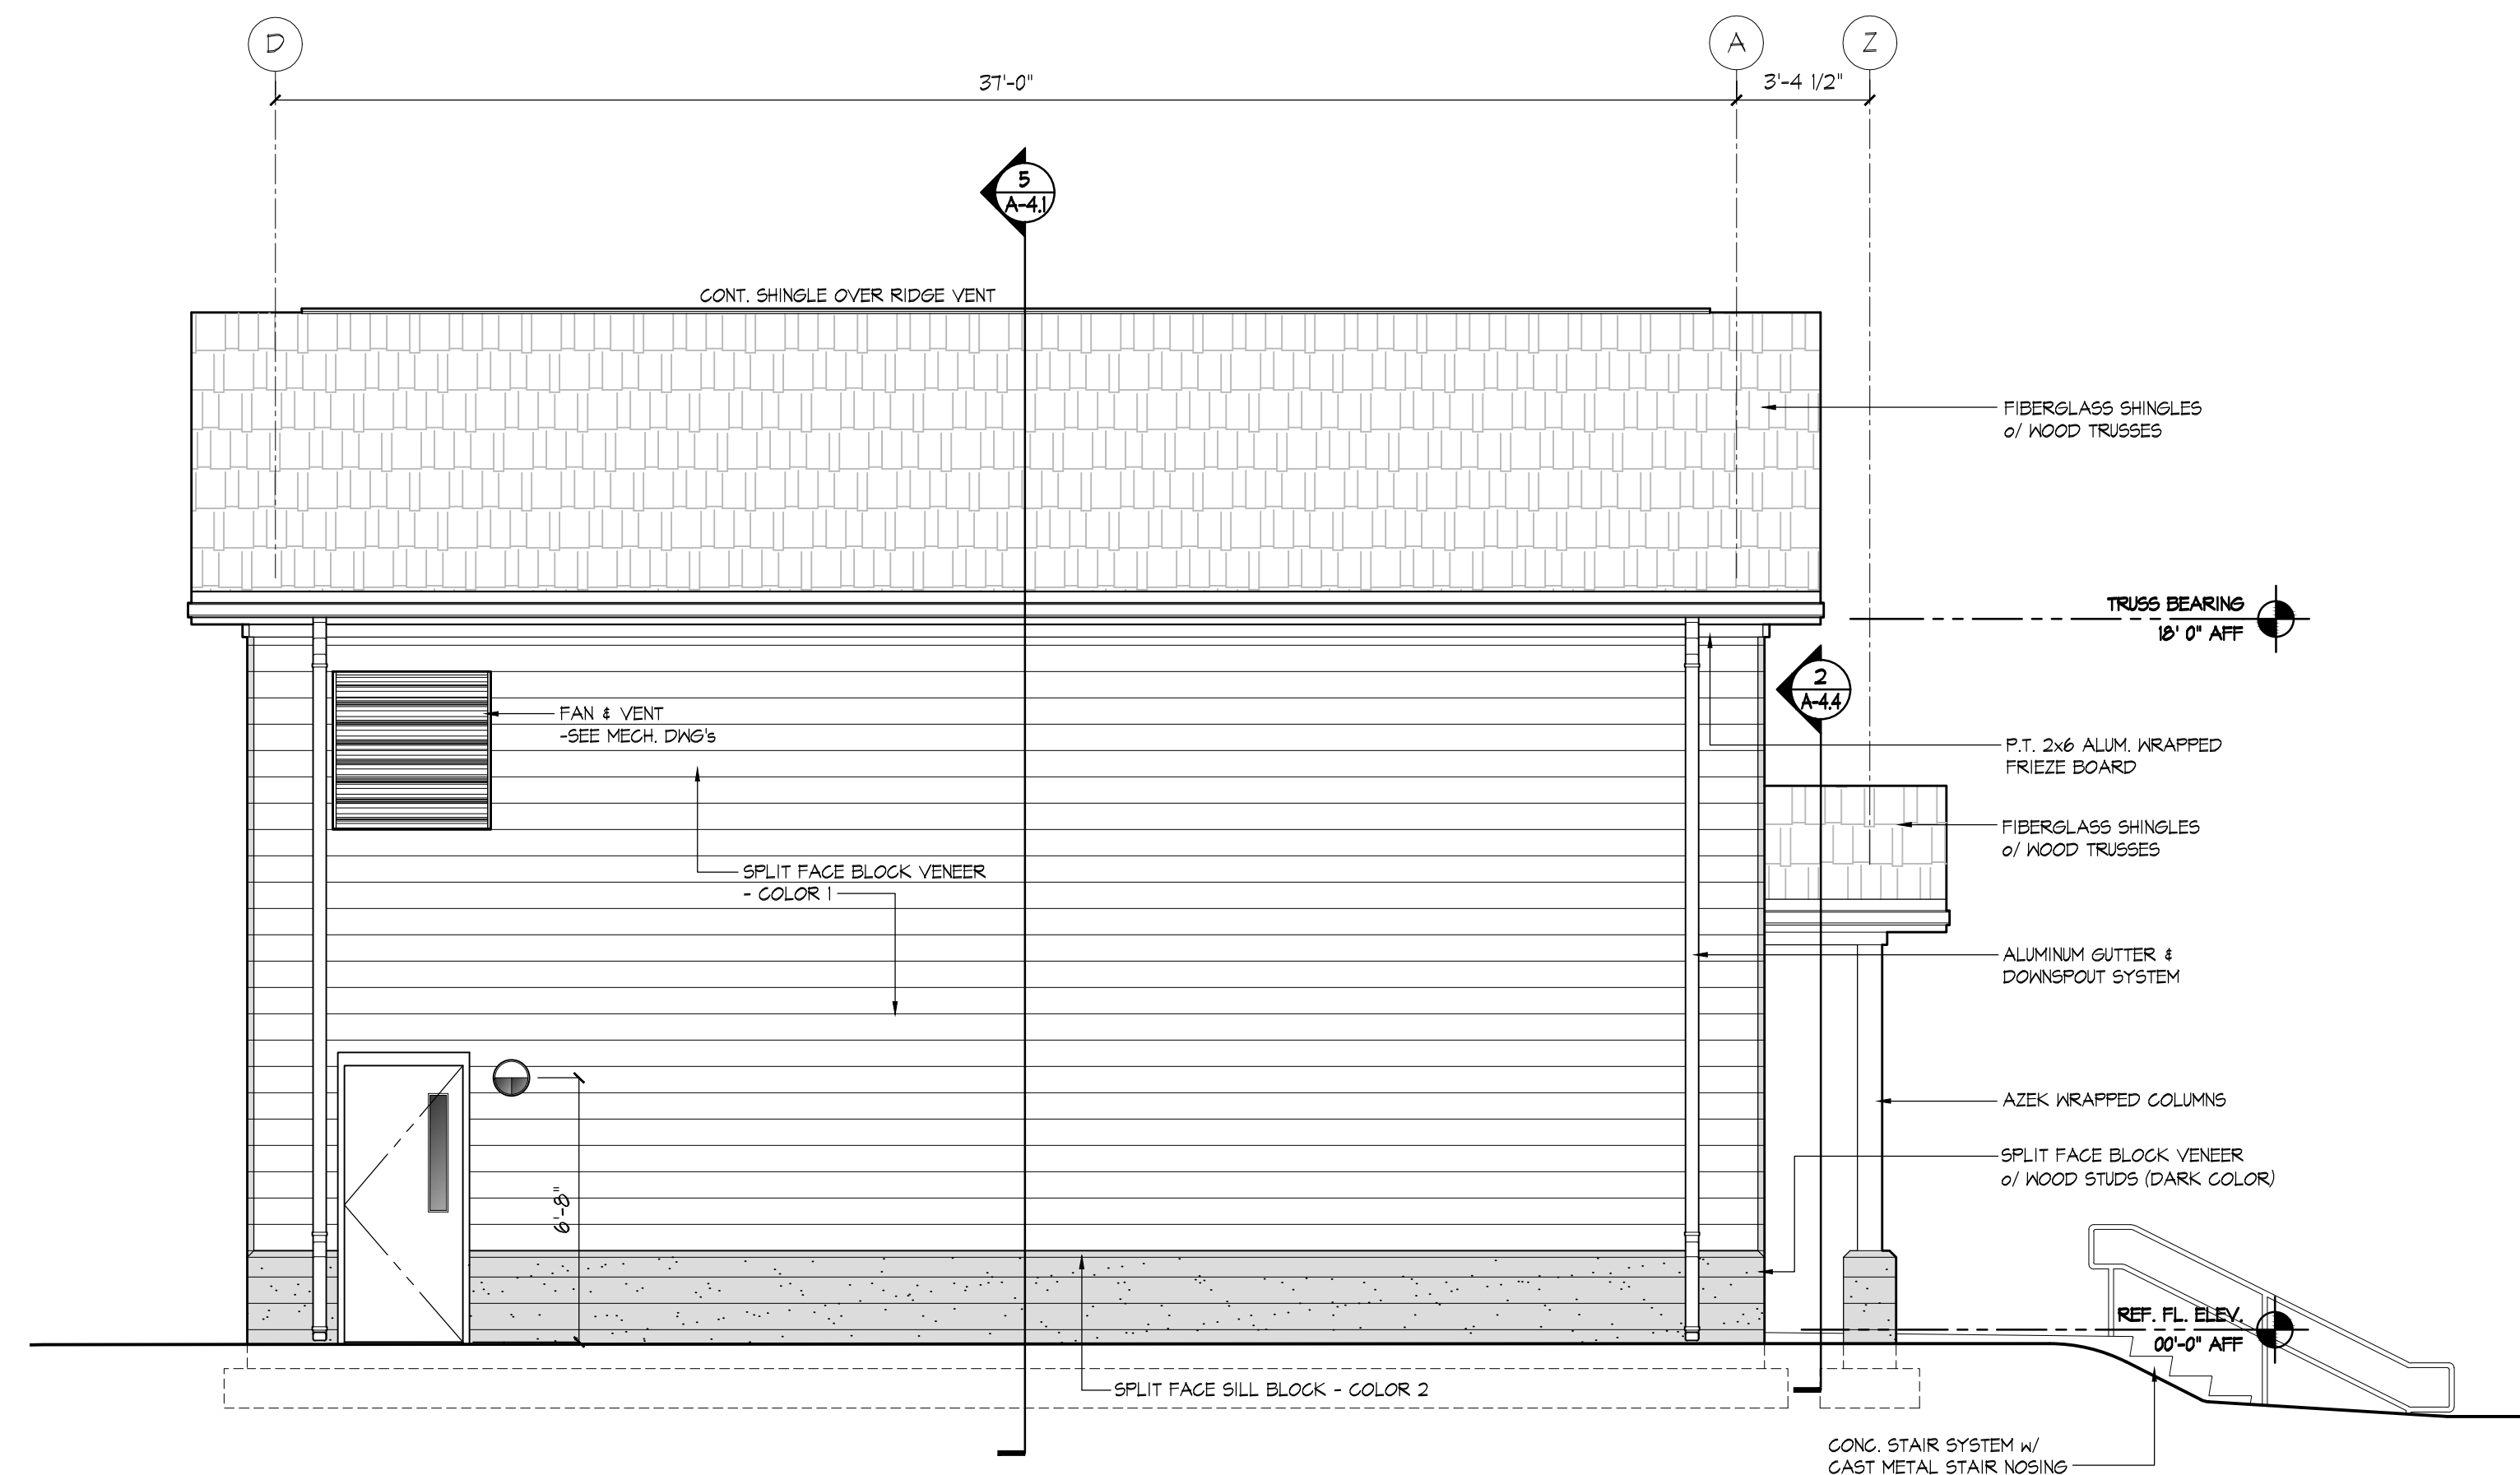 D
A
Z
37'-0"
3'-4 1/2"
5
A-4.1
CONT. SHINGLE OVER RIDGE VENT
FIBERGLASS SHINGLES
o/ WOOD TRUSSES
TRUSS BEARING
18' 0" AFF
2
A-4.4
FAN & VENT
-SEE MECH. DWG's
P.T. 2x6 ALUM. WRAPPED
FRIEZE BOARD
FIBERGLASS SHINGLES
o/ WOOD TRUSSES
SPLIT FACE BLOCK VENEER
- COLOR 1
ALUMINUM GUTTER &
DOWNSPOUT SYSTEM
AZEK WRAPPED COLUMNS
SPLIT FACE BLOCK VENEER
o/ WOOD STUDS (DARK COLOR)
6'-8"
REF. FL. ELEV.
00'-0" AFF
SPLIT FACE SILL BLOCK - COLOR 2
CONC. STAIR SYSTEM w/
CAST METAL STAIR NOSING